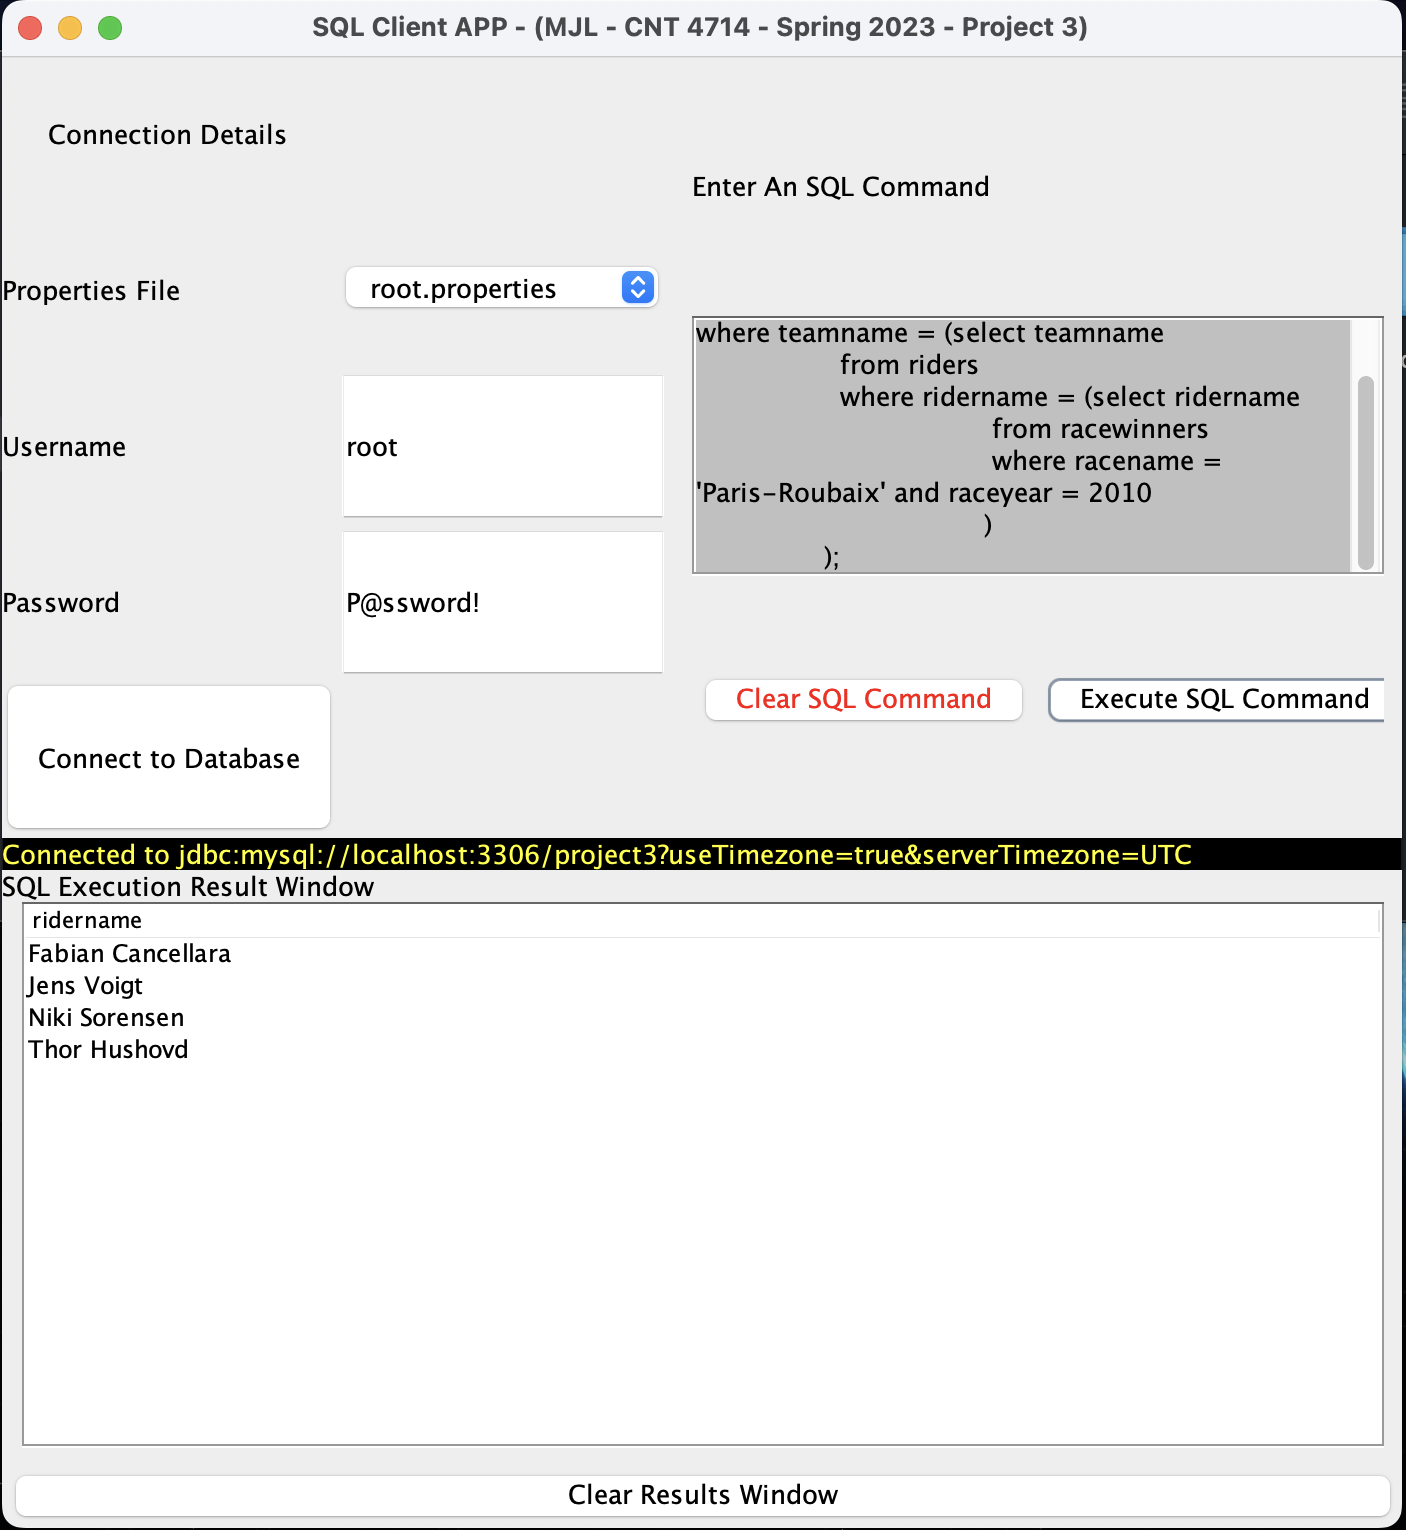 SQL Client APP - (MJL - CNT 4714 - Spring 2023 - Project 3)
Connection Details
Enter An SQL Command
Properties File
root.properties
where teamname = (select teamname
from riders
where ridername = (select ridername
from racewinners
where racename =
'Paris-Roubaix' and raceyear = 2010
)
);
Username
root
Password
P@ssword!
Clear SQL Command
Execute SQL Command
Connect to Database
Connected to jdbc:mysql://localhost:3306/project3?useTimezone=true&serverTimezone=UTC
SQL Execution Result Window
ridername
Fabian Cancellara
Jens Voigt
Niki Sorensen
Thor Hushovd
Clear Results Window